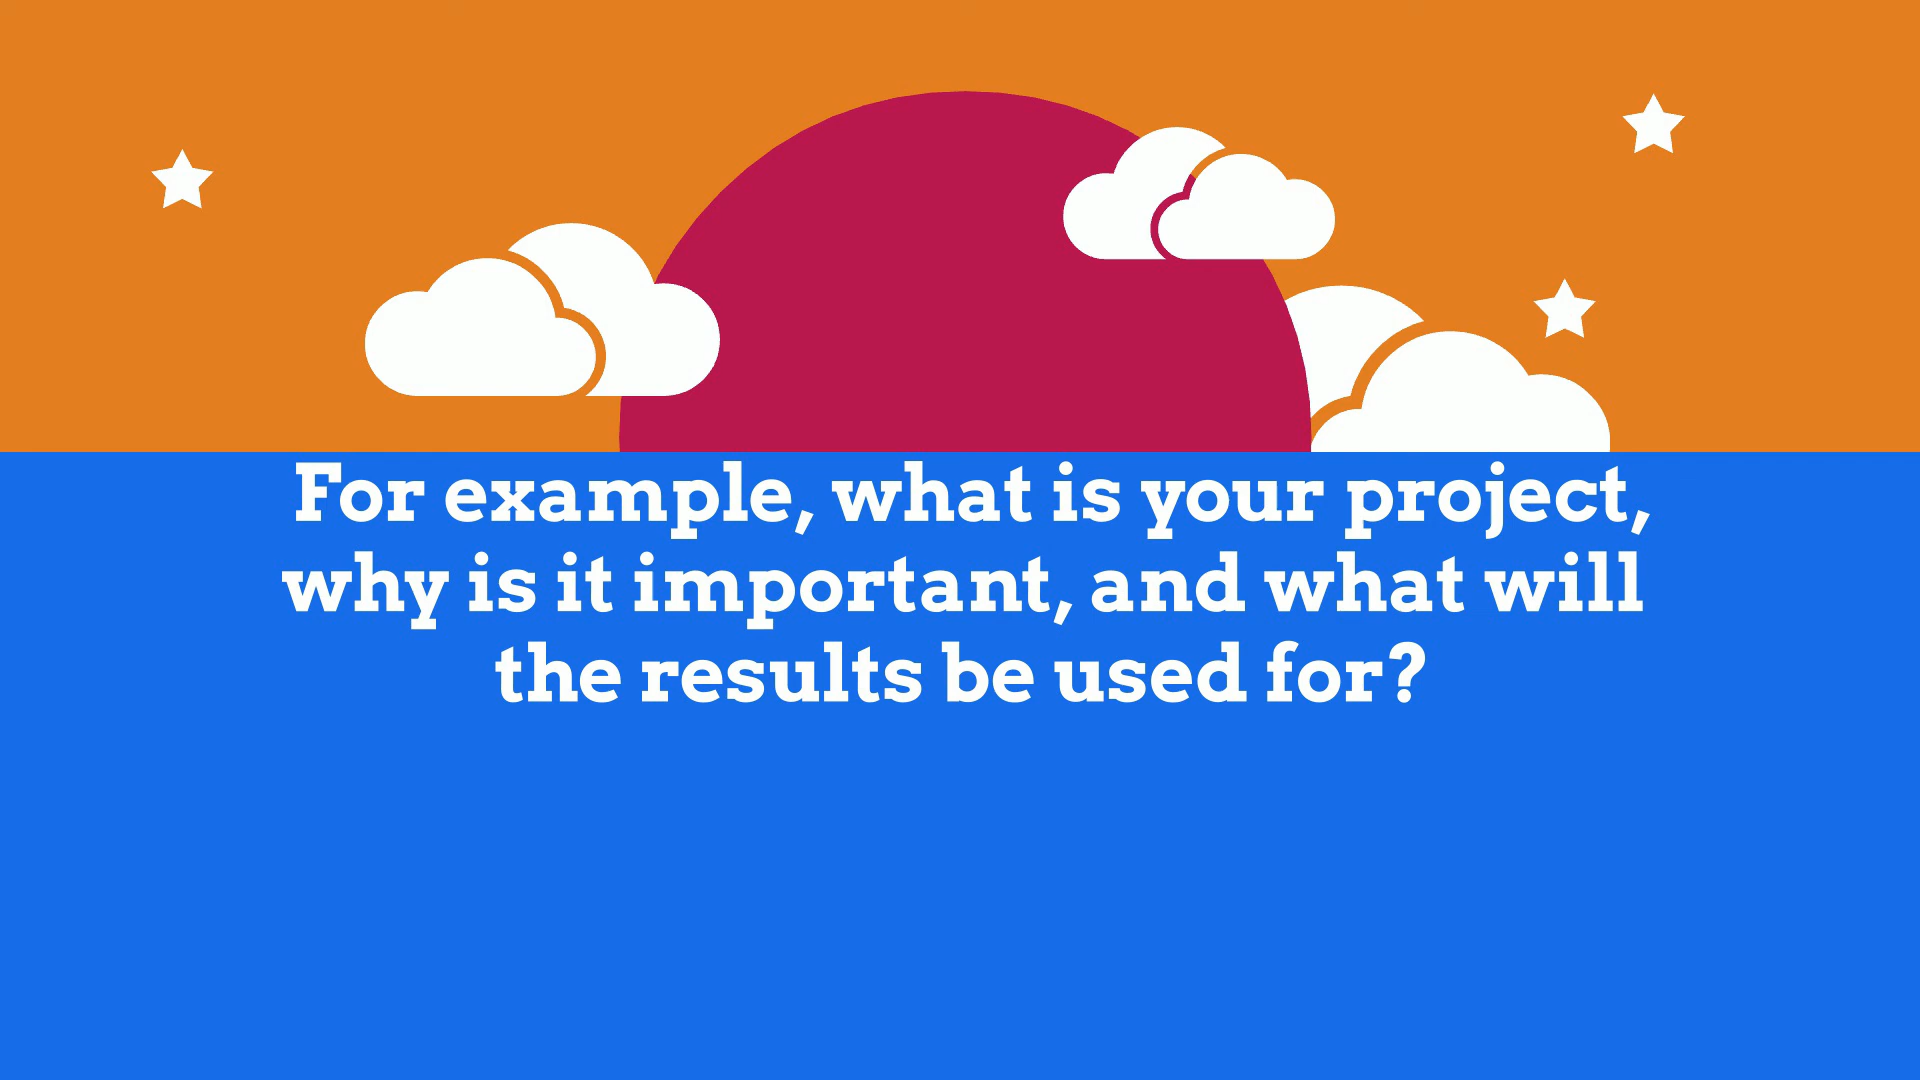 For example, what is your project,
why is it important, and what will
the results be used for?